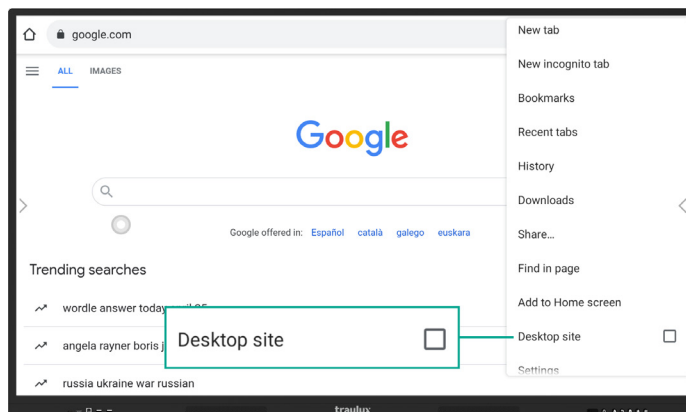 google.com
ALL IMAGES
Google
Google offered in: Español català galego euskara
Trending searches
wordle answer today
angela rayner boris
russia ukraine war russian
New tab
New incognito tab
Bookmarks
Recent tabs
History
Downloads
Share...
Find in page
Add to Home screen
Desktop site
Settings
Desktop site
traulux